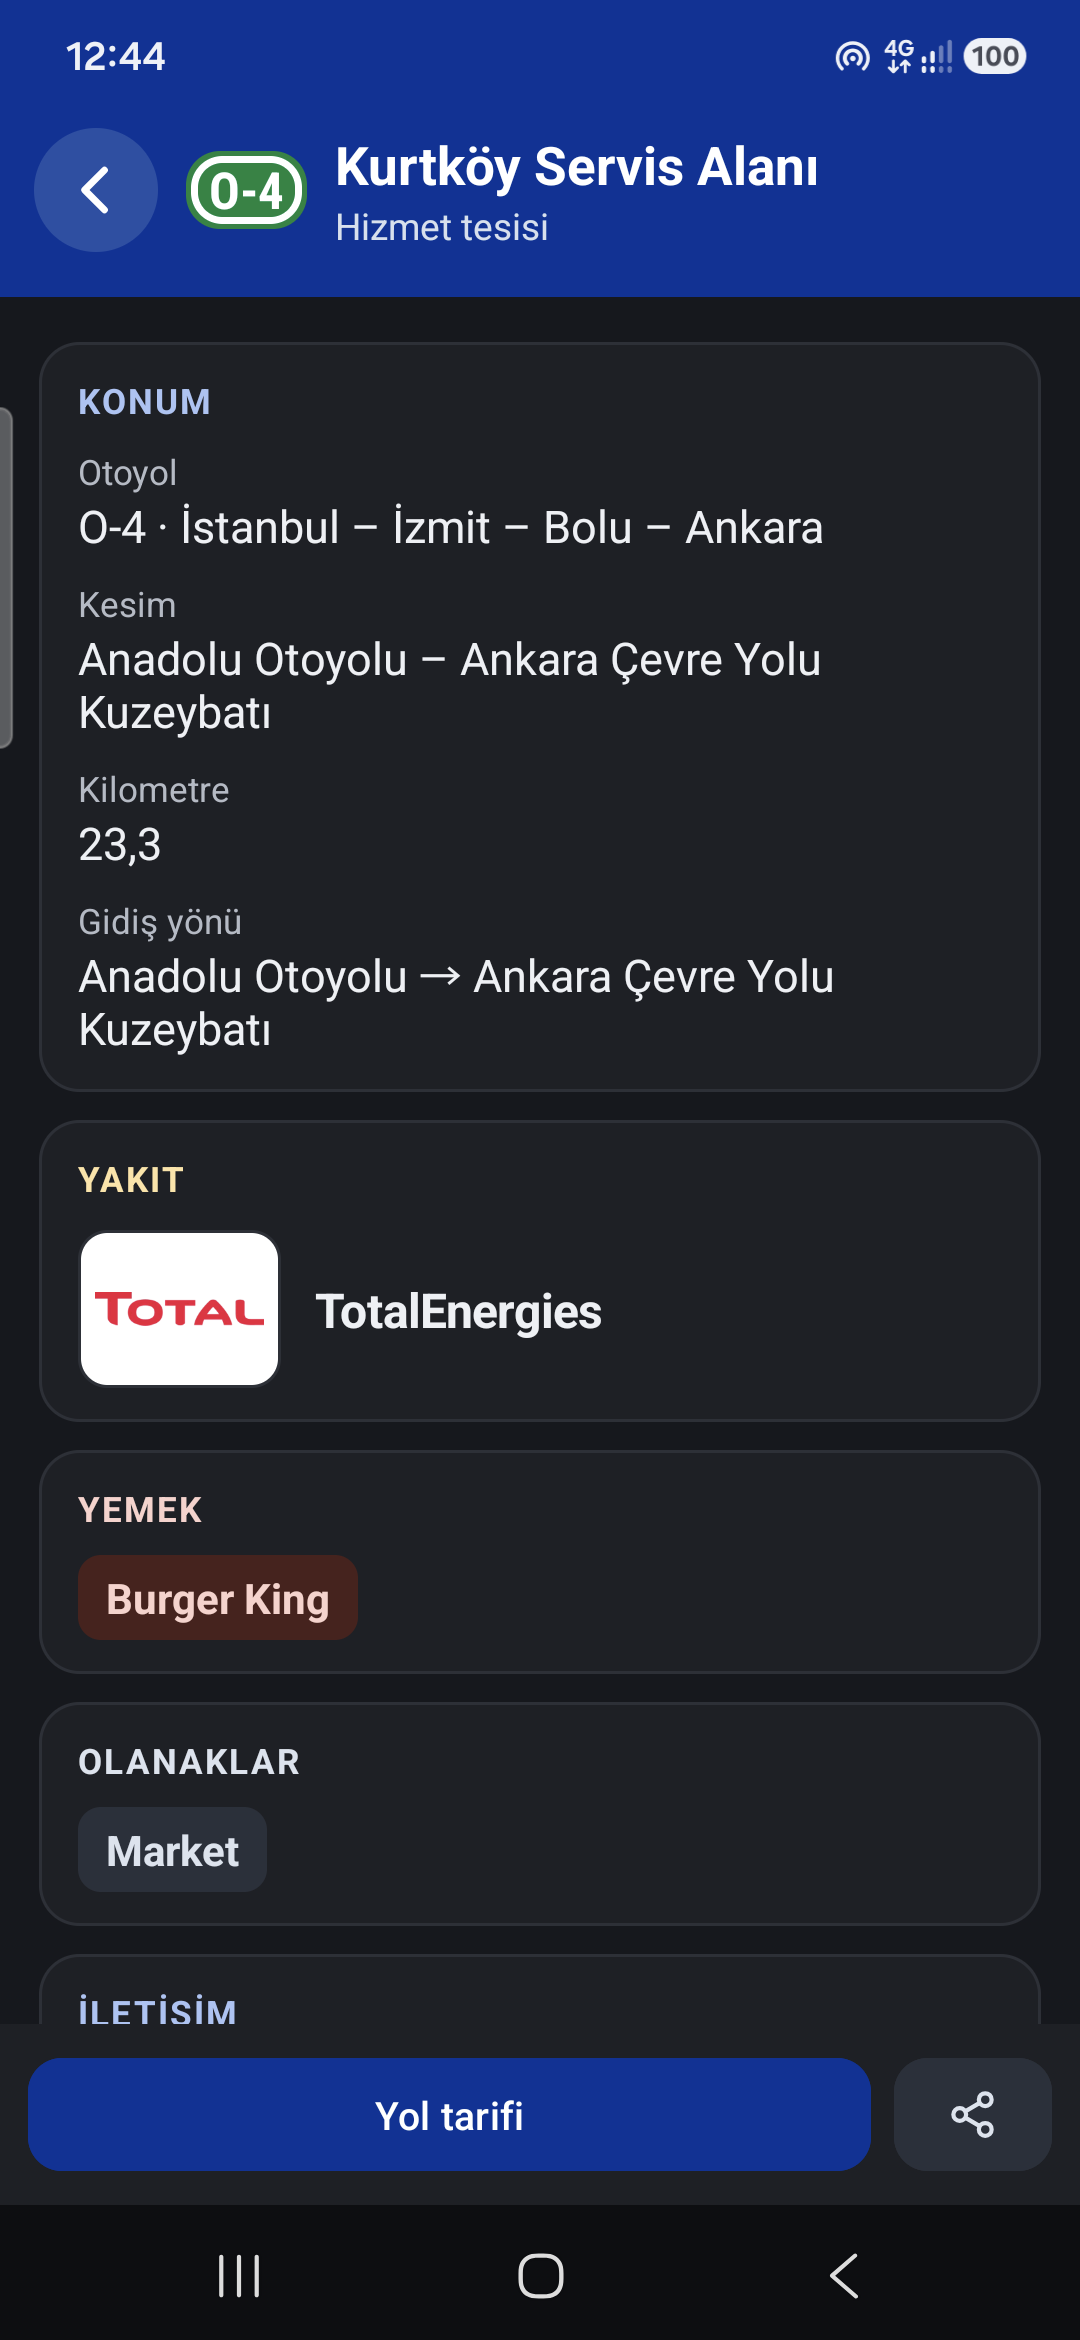 12:44
4G
100
O-4
Kurtköy Servis Alanı
Hizmet tesisi
KONUM
Otoyol
O-4 · İstanbul – İzmit – Bolu – Ankara
Kesim
Anadolu Otoyolu – Ankara Çevre Yolu
Kuzeybatı
Kilometre
23,3
Gidiş yönü
Anadolu Otoyolu → Ankara Çevre Yolu
Kuzeybatı
YAKIT
TOTAL
TotalEnergies
YEMEK
Burger King
OLANAKLAR
Market
İLETİŞİM
Yol tarifi